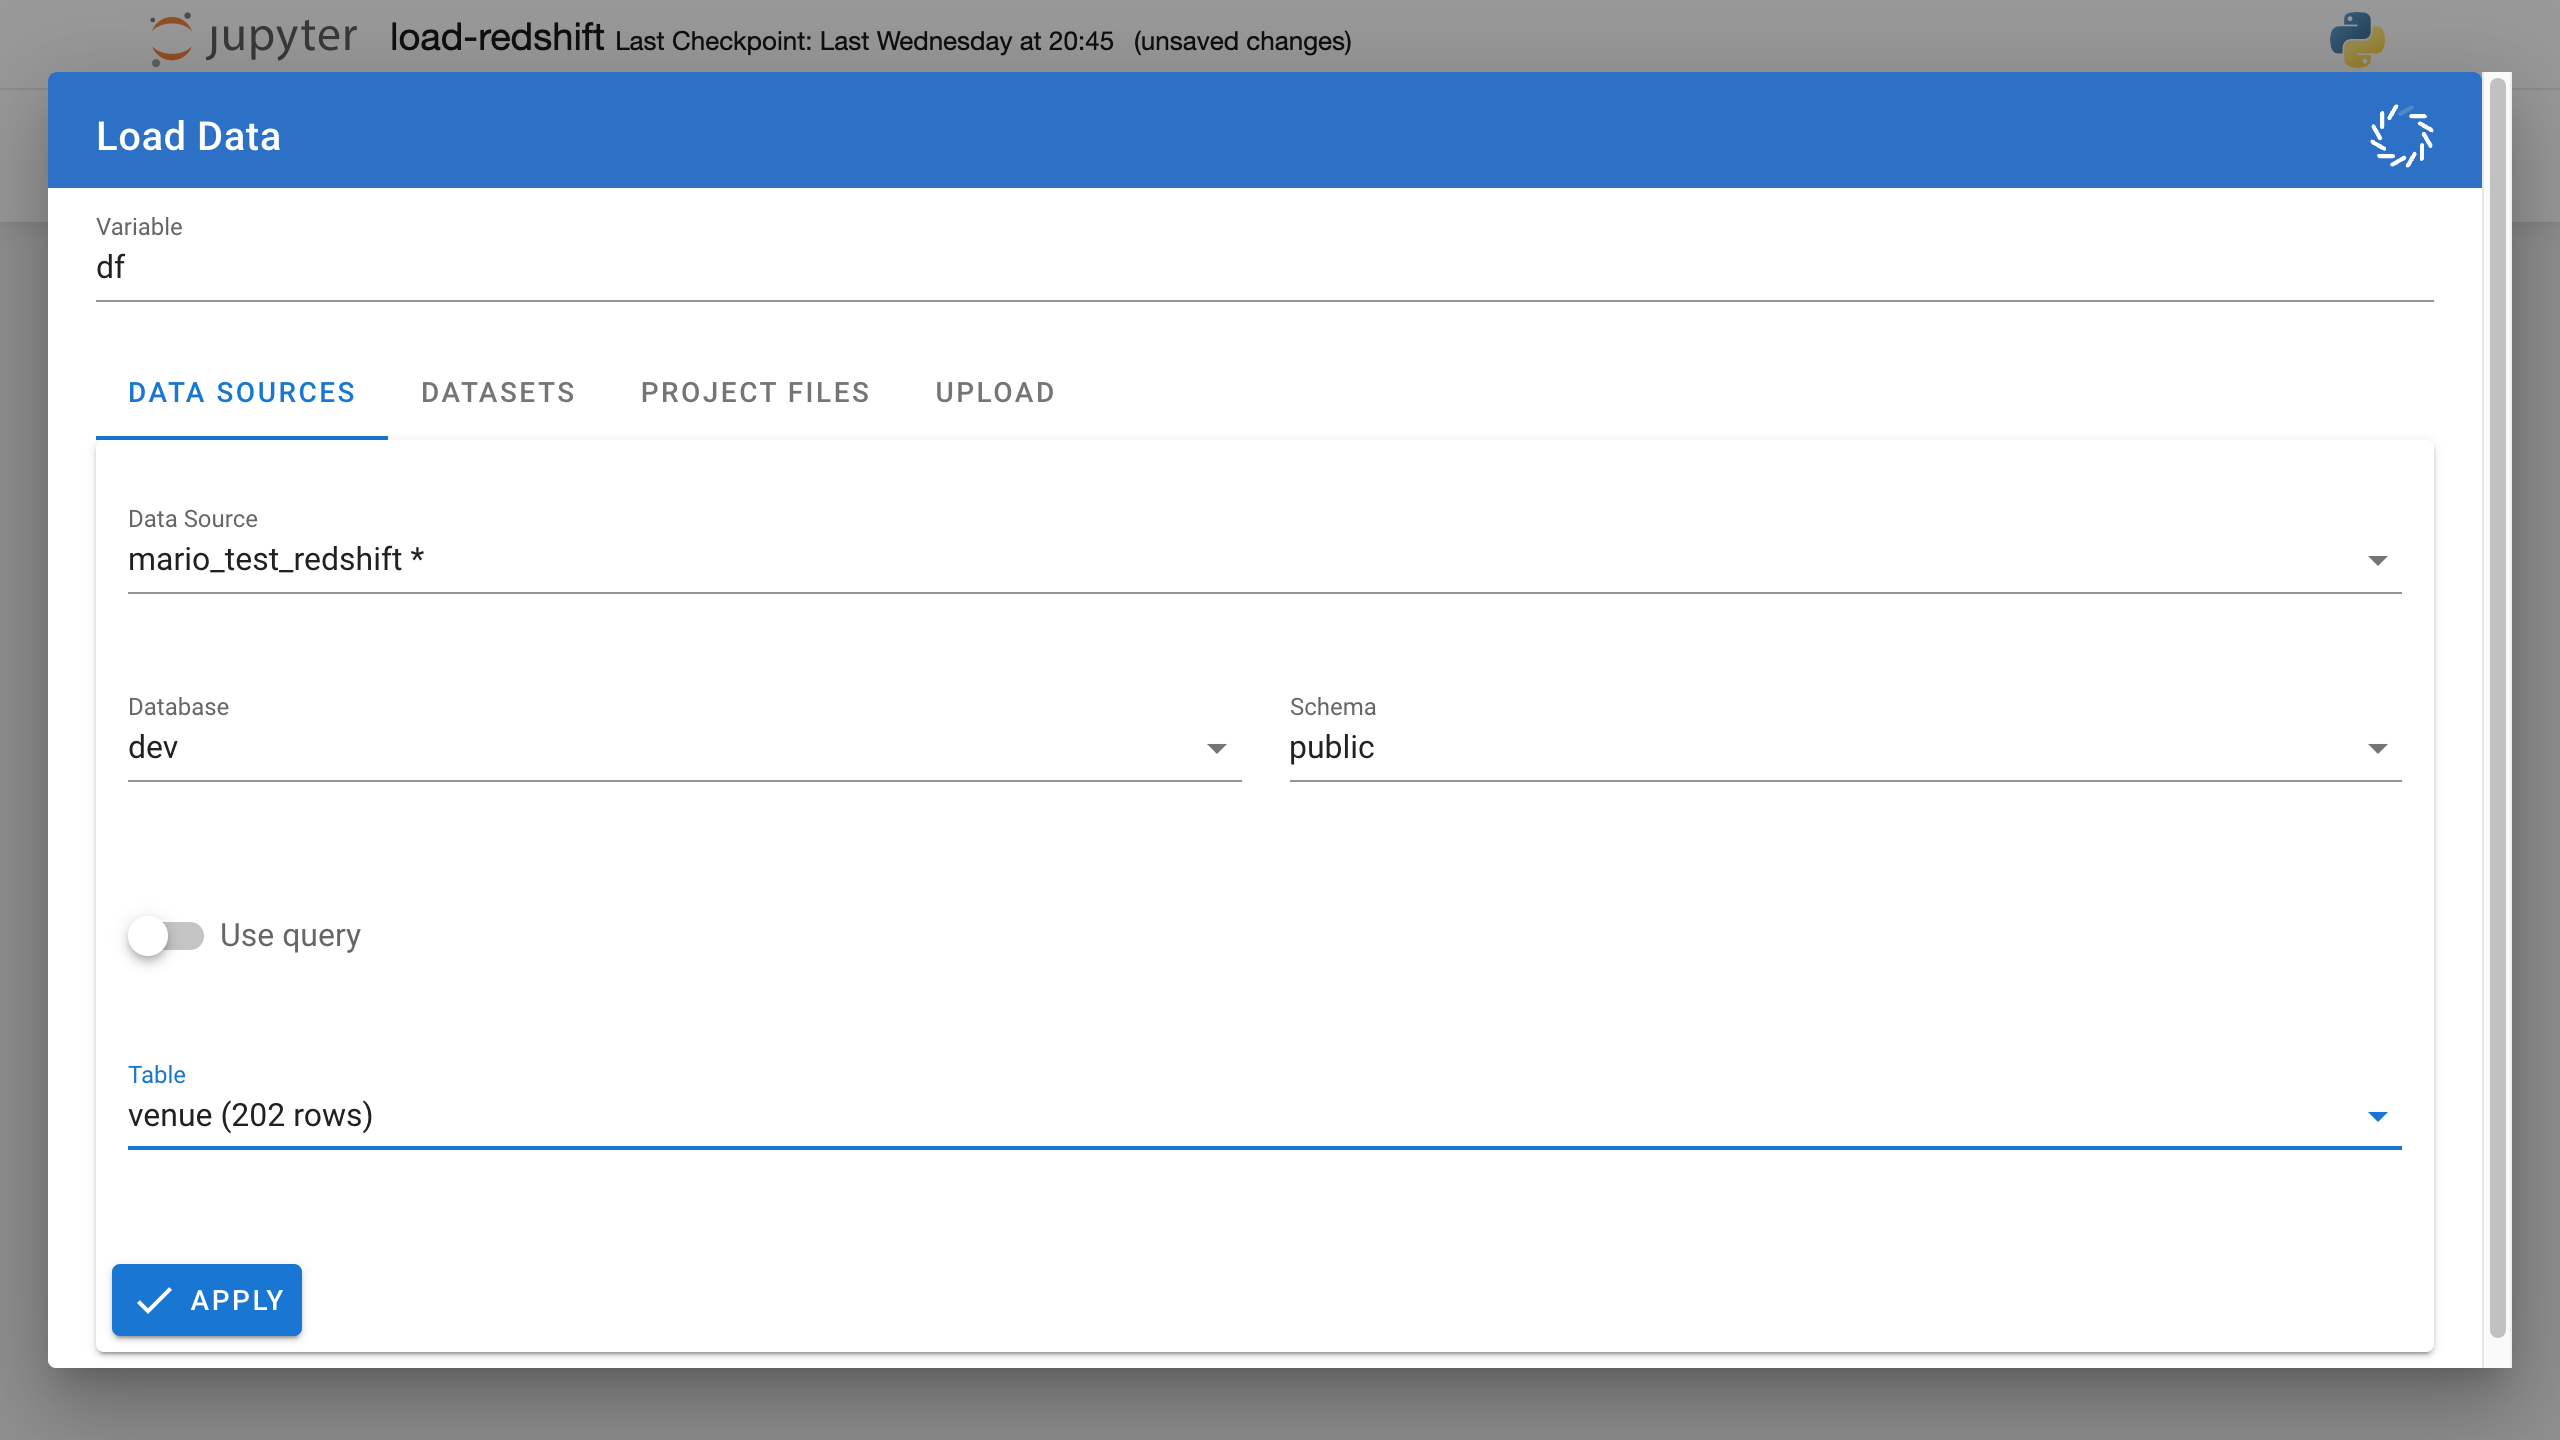 jupyter load-redshift Last Checkpoint: Last Wednesday at 20:45 (unsaved changes)
Load Data
Variable
df
DATA SOURCES DATASETS PROJECT FILES UPLOAD
Data Source
mario_test_redshift *
Database Schema
dev public
Use query
Table
venue (202 rows)
APPLY